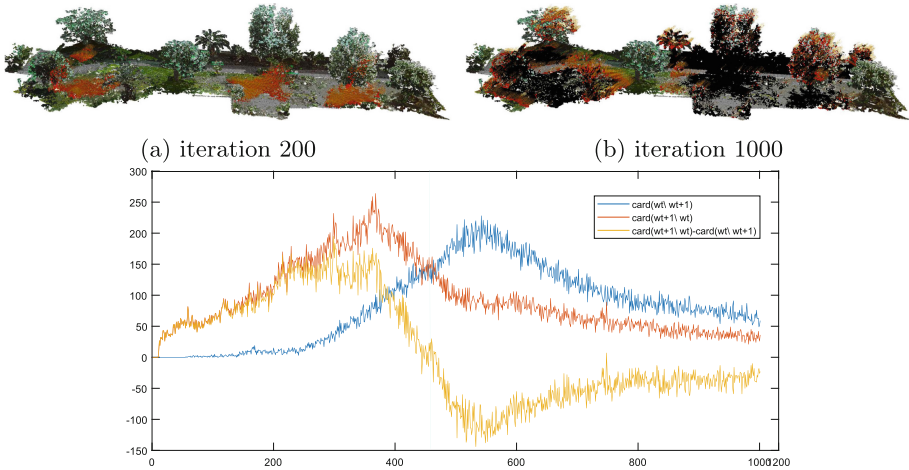 (a) iteration 200
(b) iteration 1000
300
250
200
150
100
50
0
-50
-100
-150
card(wt\ wt+1)
card(wt+1\ wt)
card(wt+1\ wt)-card(wt\ wt+1)
0 200 400 600 800 1000 1200